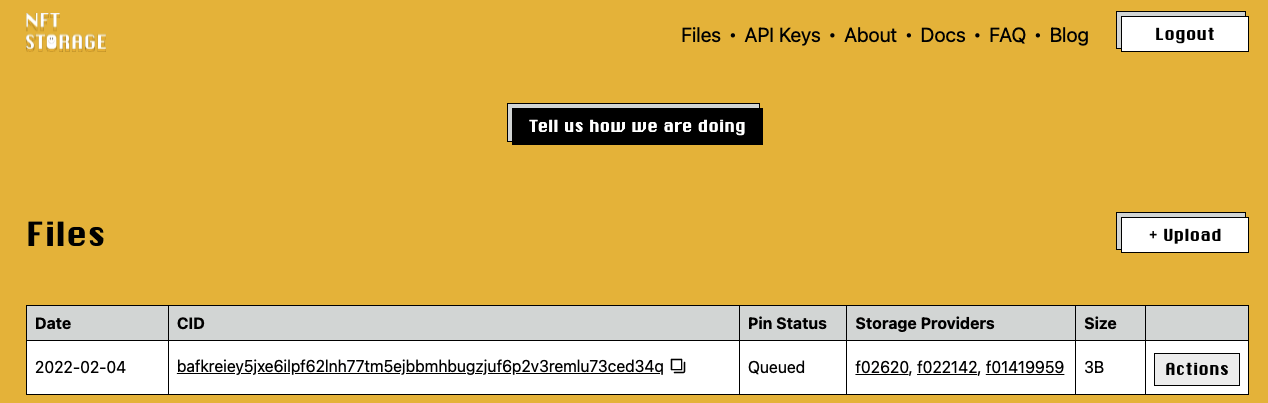 NFT
STORAGE
Files • API Keys • About • Docs • FAQ • Blog
Logout
Tell us how we are doing
Files
+ Upload
Date CID Pin Status Storage Providers Size
2022-02-04 bafkreiey5jxe6ilpf62lnh77tm5ejbbmhbugzjuf6p2v3remlu73ced34q Queued f02620, f022142, f01419959 3B Actions